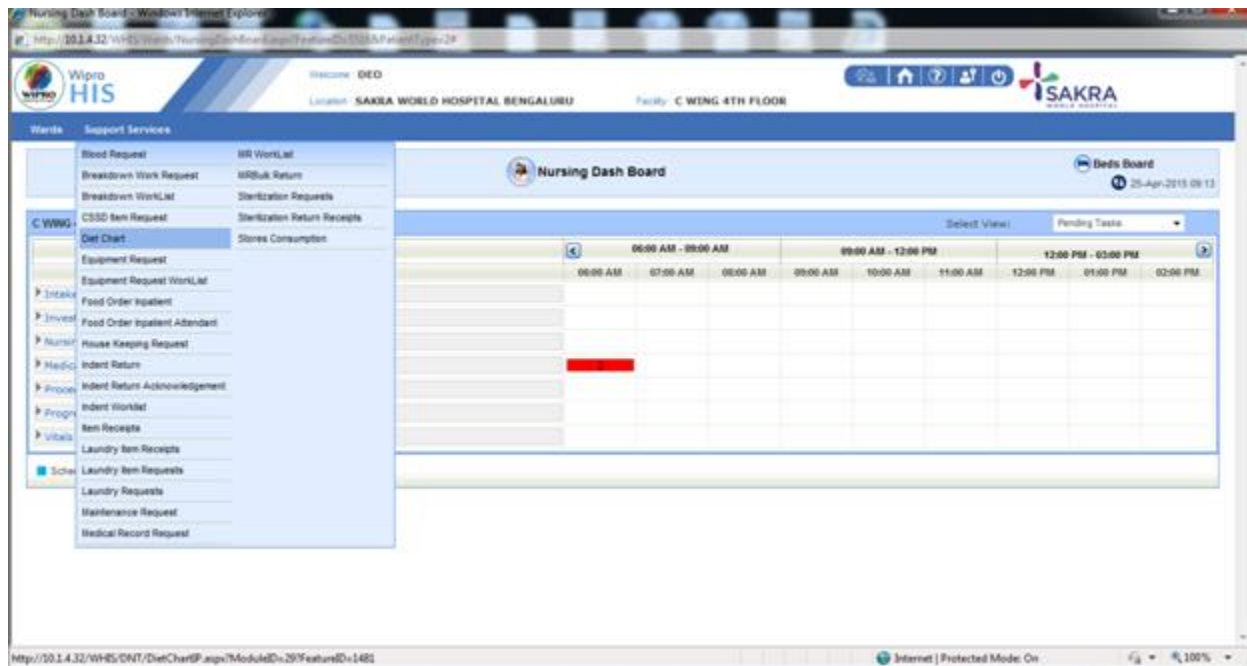 Nursing Dash Board - Windows Internet Explorer
Wipro
HIS
WIPRO
Welcome DEO
Location SAKRA WORLD HOSPITAL BENGALURU
Facility C WING 4TH FLOOR
SAKRA
WORLD HOSPITAL
Wards Support Services
Blood Request MR WorkList
Breakdown Work Request MRBulk Return
Breakdown WorkList Sterilization Requests
CSSD Item Request Sterilization Return Receipts
Diet Chart Stores Consumption
Equipment Request
Equipment Request WorkList
Food Order Inpatient
Food Order Inpatient Attendant
House Keeping Request
Indent Return
Indent Return Acknowledgement
Indent Worklist
Item Receipts
Laundry Item Receipts
Laundry Item Requests
Laundry Requests
Maintenance Request
Medical Record Request
Nursing Dash Board
Beds Board
25-Apr-2015 09:13
C WING -
Select View: Pending Tasks
06:00 AM - 09:00 AM 09:00 AM - 12:00 PM 12:00 PM - 03:00 PM
06:00 AM 07:00 AM 08:00 AM 09:00 AM 10:00 AM 11:00 AM 12:00 PM 01:00 PM 02:00 PM
Intake
Invest
Nursin
Medica
Proce
Progr
Vitals
Sche
http://10.1.4.32/WHIS/DNT/DietChartIP.aspx?ModuleID=29?FeatureID=1481
Internet | Protected Mode: On
100%